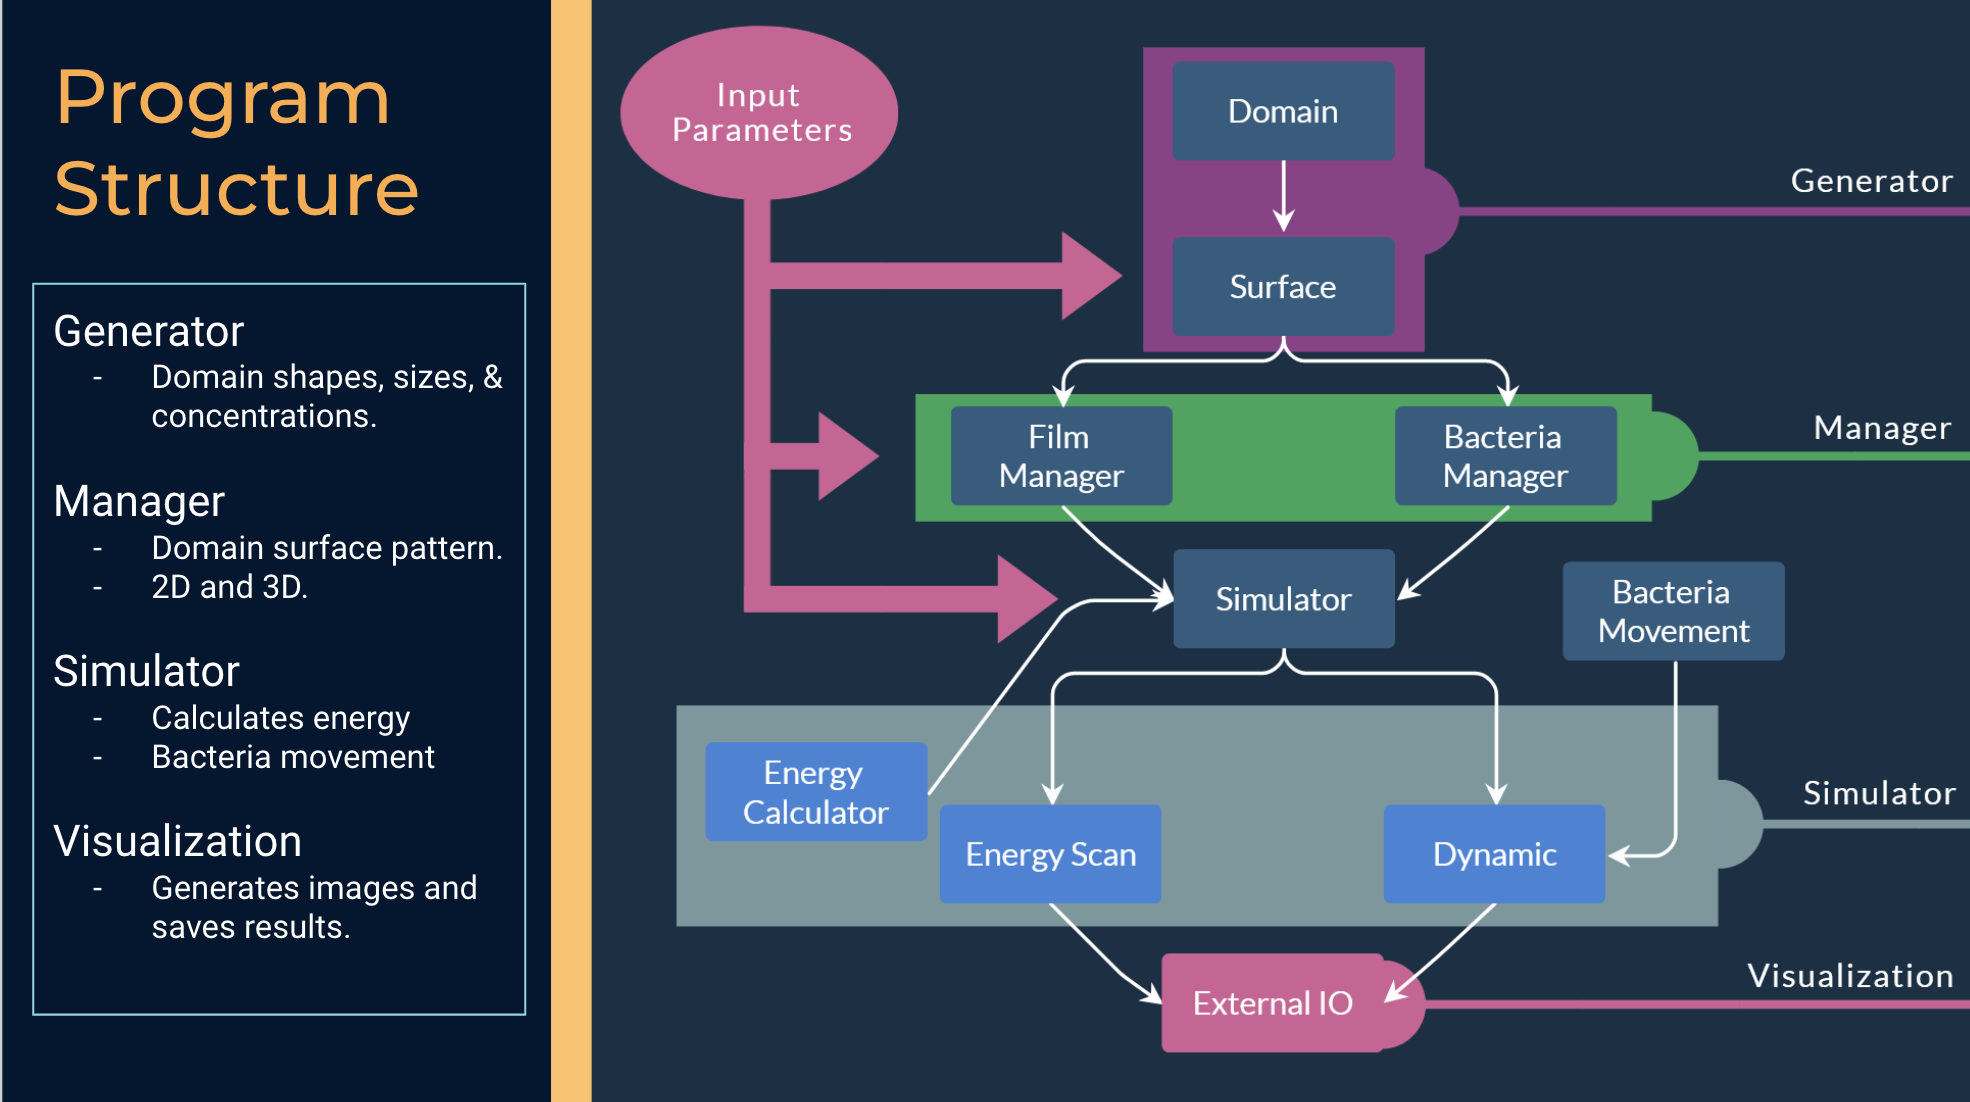 Program
Structure
Generator
- Domain shapes, sizes, &
concentrations.
Manager
- Domain surface pattern.
- 2D and 3D.
Simulator
- Calculates energy
- Bacteria movement
Visualization
- Generates images and
saves results.
Input
Parameters
Domain
Surface
Generator
Film
Manager
Bacteria
Manager
Manager
Simulator
Bacteria
Movement
Energy
Calculator
Energy Scan
Dynamic
Simulator
External IO
Visualization